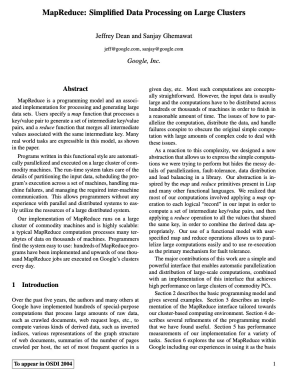 MapReduce: Simplified Data Processing on Large Clusters
Jeffrey Dean and Sanjay Ghemawat
jeff@google.com, sanjay@google.com
Google, Inc.
Abstract
MapReduce is a programming model and an associ-
ated implementation for processing and generating large
data sets. Users specify a map function that processes a
key/value pair to generate a set of intermediate key/value
pairs, and a reduce function that merges all intermediate
values associated with the same intermediate key. Many
real world tasks are expressible in this model, as shown
in the paper.
Programs written in this functional style are automati-
cally parallelized and executed on a large cluster of com-
modity machines. The run-time system takes care of the
details of partitioning the input data, scheduling the pro-
gram's execution across a set of machines, handling ma-
chine failures, and managing the required inter-machine
communication. This allows programmers without any
experience with parallel and distributed systems to eas-
ily utilize the resources of a large distributed system.
Our implementation of MapReduce runs on a large
cluster of commodity machines and is highly scalable:
a typical MapReduce computation processes many ter-
abytes of data on thousands of machines. Programmers
find the system easy to use: hundreds of MapReduce pro-
grams have been implemented and upwards of one thou-
sand MapReduce jobs are executed on Google's clusters
every day.
1 Introduction
Over the past five years, the authors and many others at
Google have implemented hundreds of special-purpose
computations that process large amounts of raw data,
such as crawled documents, web request logs, etc., to
compute various kinds of derived data, such as inverted
indices, various representations of the graph structure
of web documents, summaries of the number of pages
crawled per host, the set of most frequent queries in a
given day, etc. Most such computations are conceptu-
ally straightforward. However, the input data is usually
large and the computations have to be distributed across
hundreds or thousands of machines in order to finish in
a reasonable amount of time. The issues of how to par-
allelize the computation, distribute the data, and handle
failures conspire to obscure the original simple compu-
tation with large amounts of complex code to deal with
these issues.
As a reaction to this complexity, we designed a new
abstraction that allows us to express the simple computa-
tions we were trying to perform but hides the messy de-
tails of parallelization, fault-tolerance, data distribution
and load balancing in a library. Our abstraction is in-
spired by the map and reduce primitives present in Lisp
and many other functional languages. We realized that
most of our computations involved applying a map op-
eration to each logical "record" in our input in order to
compute a set of intermediate key/value pairs, and then
applying a reduce operation to all the values that shared
the same key, in order to combine the derived data ap-
propriately. Our use of a functional model with user-
specified map and reduce operations allows us to paral-
lelize large computations easily and to use re-execution
as the primary mechanism for fault tolerance.
The major contributions of this work are a simple and
powerful interface that enables automatic parallelization
and distribution of large-scale computations, combined
with an implementation of this interface that achieves
high performance on large clusters of commodity PCs.
Section 2 describes the basic programming model and
gives several examples. Section 3 describes an imple-
mentation of the MapReduce interface tailored towards
our cluster-based computing environment. Section 4 de-
scribes several refinements of the programming model
that we have found useful. Section 5 has performance
measurements of our implementation for a variety of
tasks. Section 6 explores the use of MapReduce within
Google including our experiences in using it as the basis
To appear in OSDI 2004
1